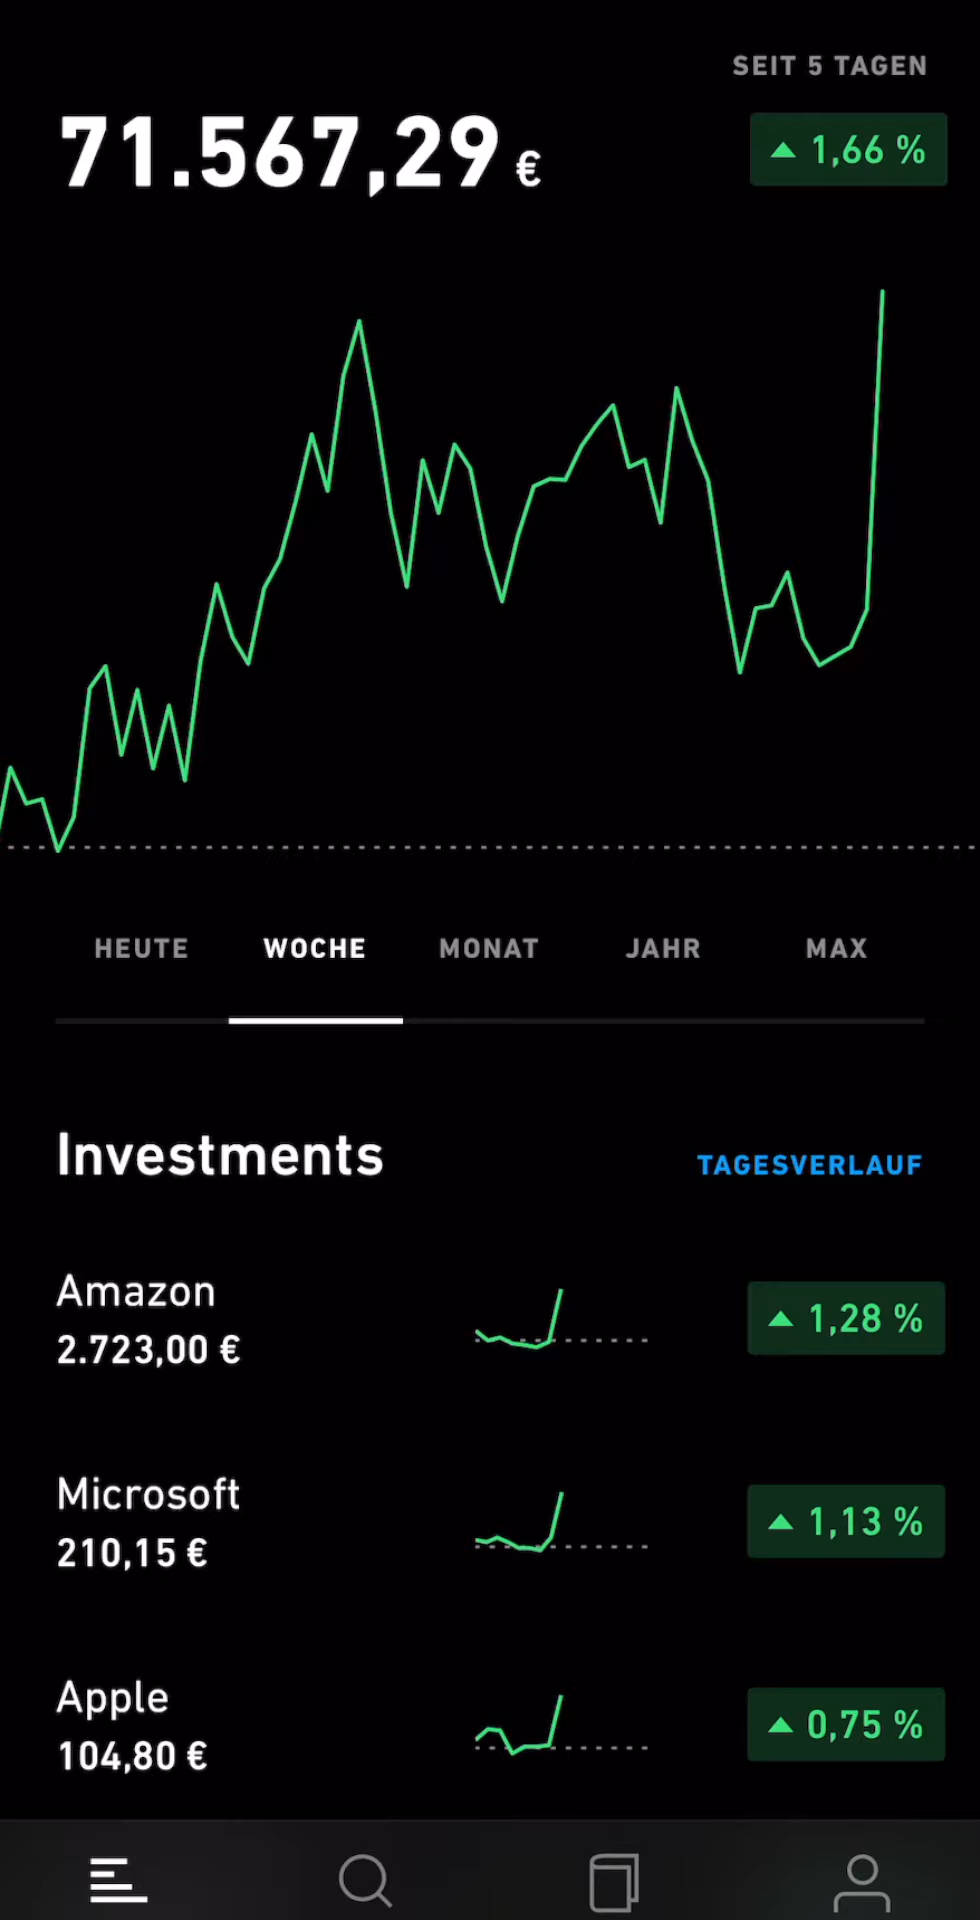 SEIT 5 TAGEN
71.567,29 €
▲ 1,66 %
HEUTE WOCHE MONAT JAHR MAX
Investments
TAGESVERLAUF
Amazon
2.723,00 €
▲ 1,28 %
Microsoft
210,15 €
▲ 1,13 %
Apple
104,80 €
▲ 0,75 %